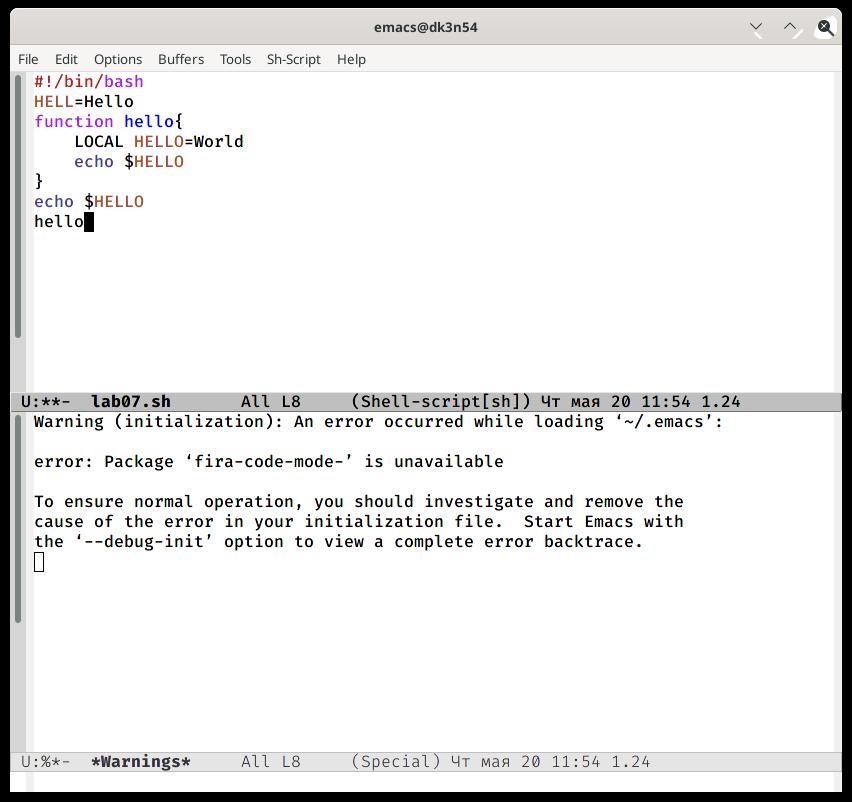 emacs@dk3n54
File Edit Options Buffers Tools Sh-Script Help
#!/bin/bash
HELL=Hello
function hello{
    LOCAL HELLO=World
    echo $HELLO
}
echo $HELLO
hello
U:**-  lab07.sh       All L8     (Shell-script[sh]) Чт мая 20 11:54 1.24
Warning (initialization): An error occurred while loading ‘~/.emacs’:
error: Package ‘fira-code-mode-’ is unavailable
To ensure normal operation, you should investigate and remove the
cause of the error in your initialization file.  Start Emacs with
the ‘--debug-init’ option to view a complete error backtrace.
U:%*-  *Warnings*     All L8     (Special) Чт мая 20 11:54 1.24